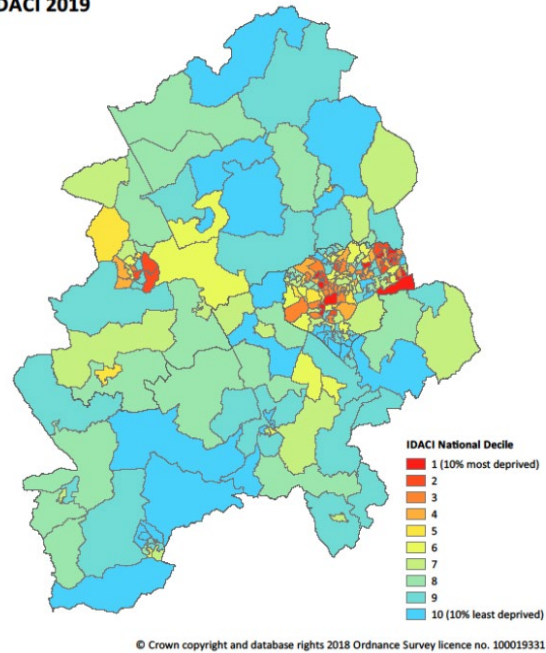 DACI 2019
IDACI National Decile
1 (10% most deprived)
2
3
4
5
6
7
8
9
10 (10% least deprived)
© Crown copyright and database rights 2018 Ordnance Survey licence no. 100019331